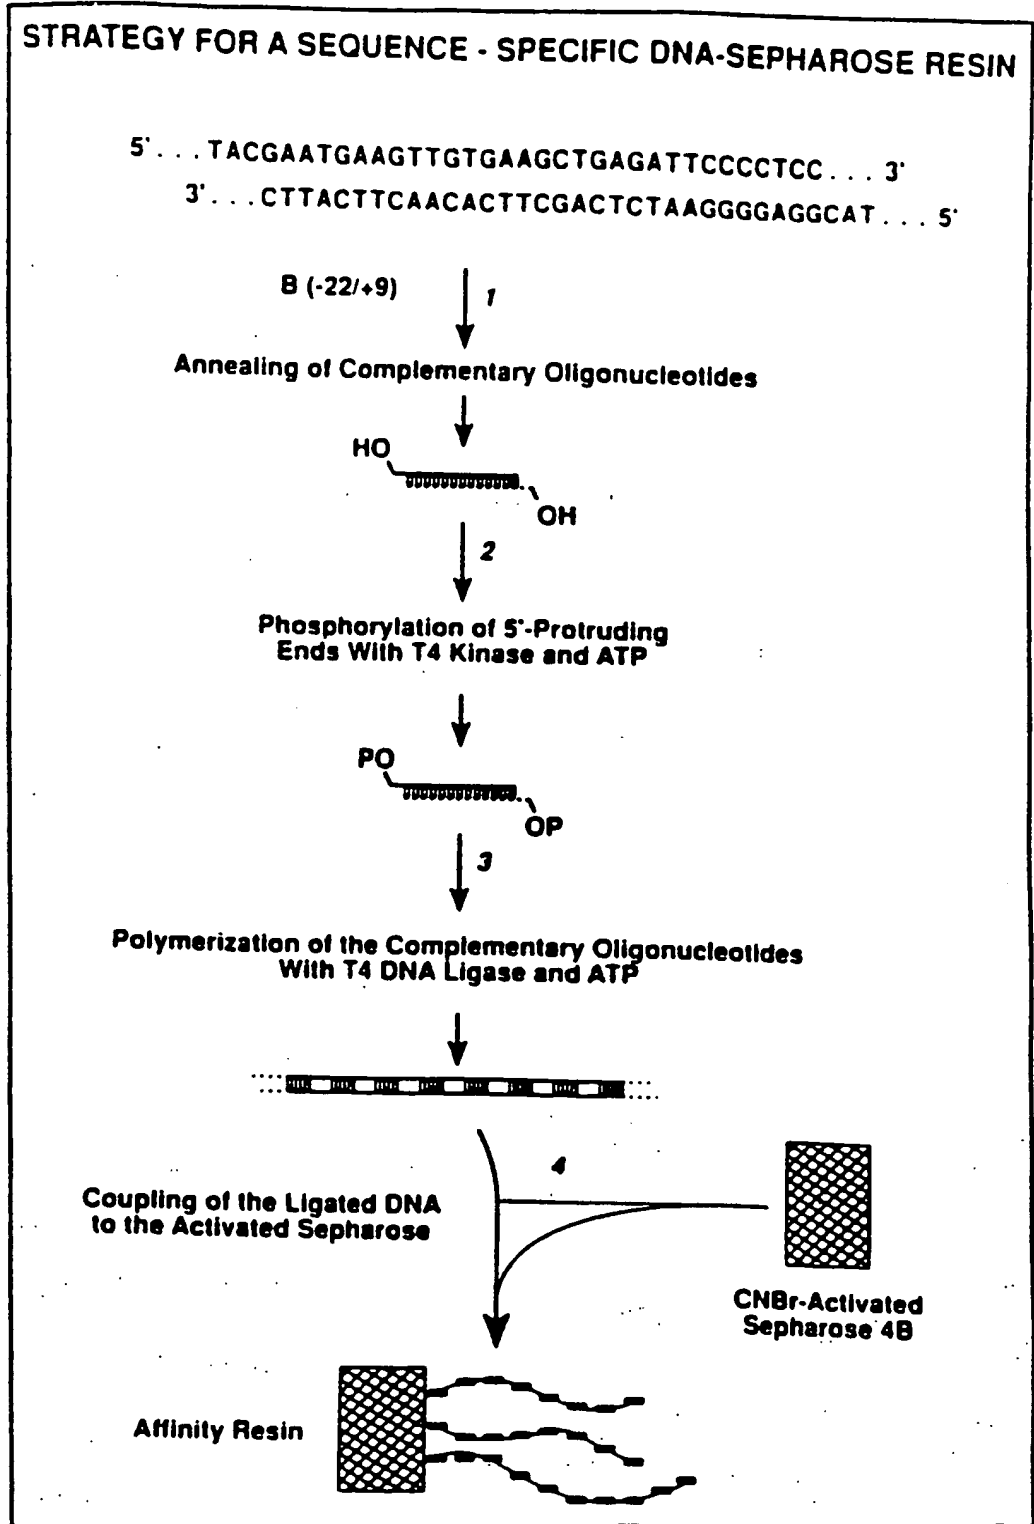 STRATEGY FOR A SEQUENCE - SPECIFIC DNA-SEPHAROSE RESIN
5'...TACGAATGAAGTTGTGAAGCTGAGATTCCCCTCC...3'
3'...CTTACTTCAACACTTCGACTCTAAGGGGAGGCAT...5'
B (-22/+9)
1
Annealing of Complementary Oligonucleotides
HO
OH
2
Phosphorylation of 5'-Protruding
Ends With T4 Kinase and ATP
PO
OP
3
Polymerization of the Complementary Oligonucleotides
With T4 DNA Ligase and ATP
4
Coupling of the Ligated DNA
to the Activated Sepharose
CNBr-Activated
Sepharose 4B
Affinity Resin